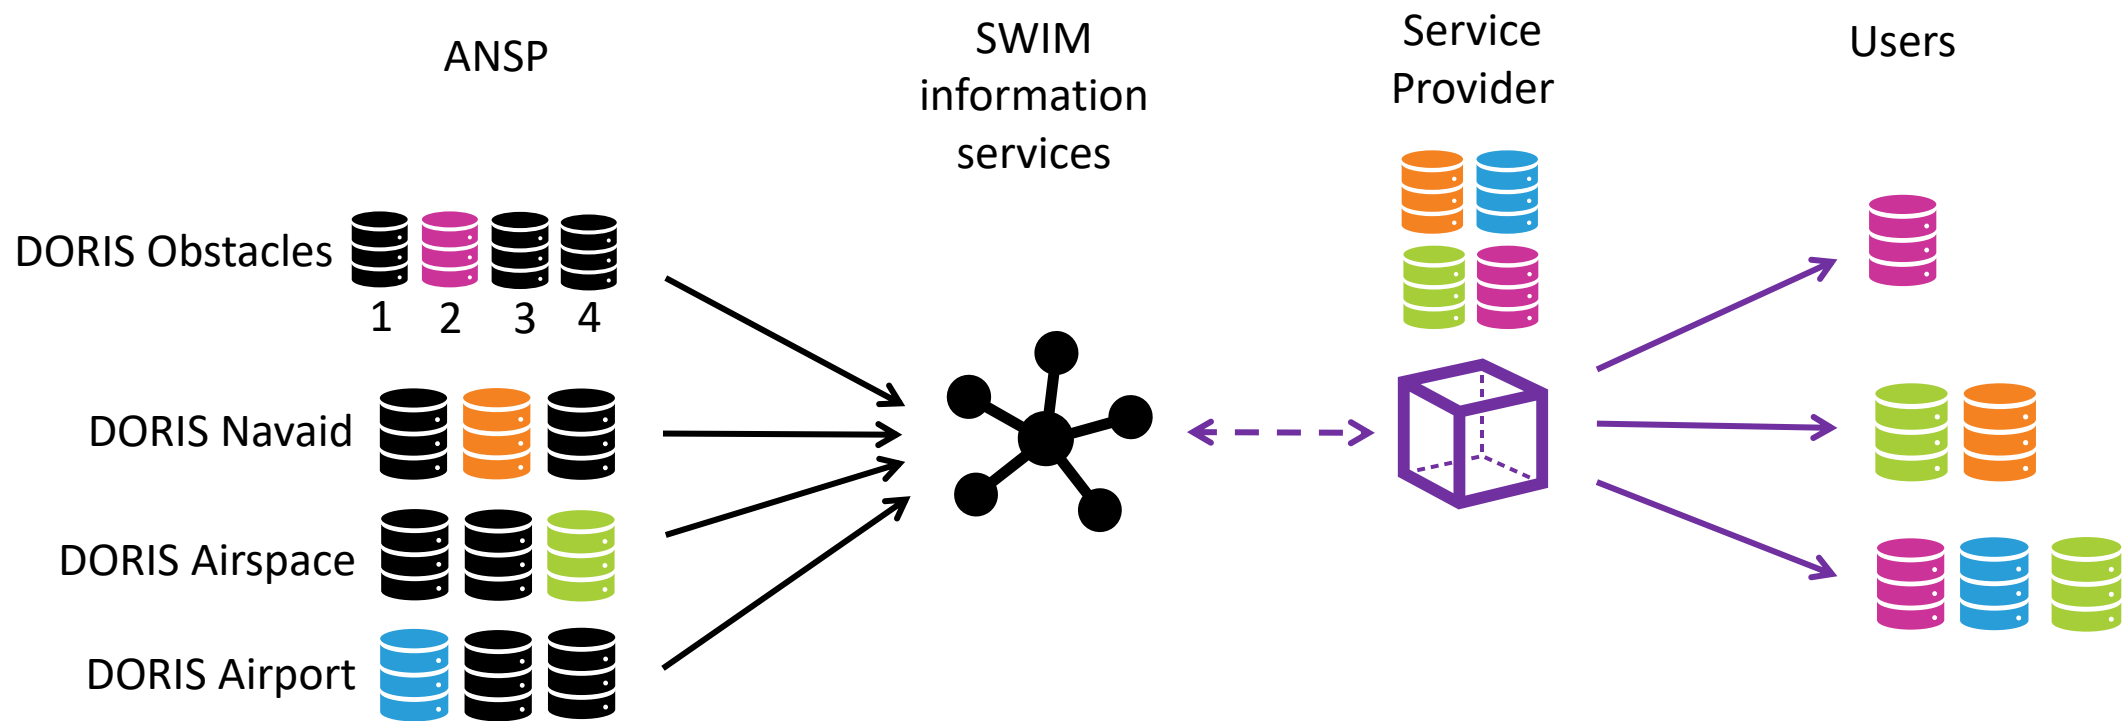 ANSP
SWIM
information
services
Service
Provider
Users
DORIS Obstacles
1 2 3 4
DORIS Navaid
DORIS Airspace
DORIS Airport